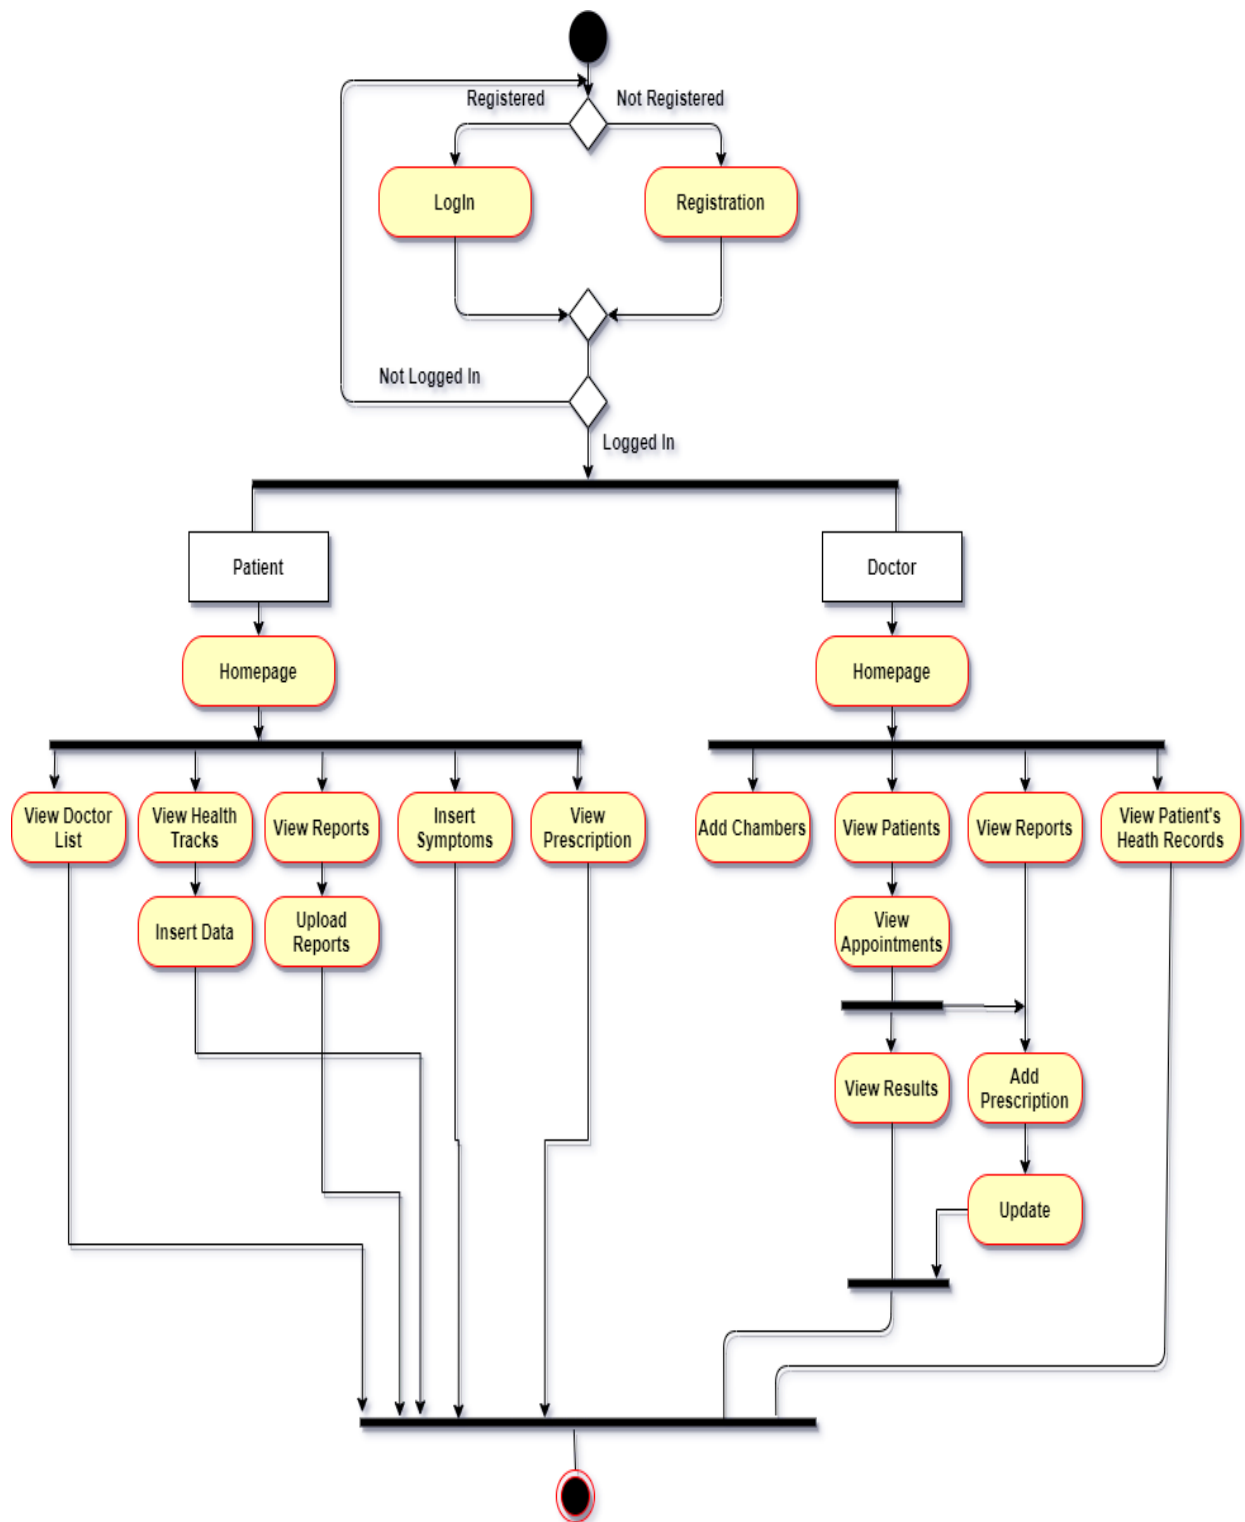 Registered
Not Registered
LogIn
Registration
Not Logged In
Logged In
Patient
Doctor
Homepage
Homepage
View Doctor
List
View Health
Tracks
View Reports
Insert
Symptoms
View
Prescription
Add Chambers
View Patients
View Reports
View Patient's
Heath Records
Insert Data
Upload
Reports
View
Appointments
View Results
Add
Prescription
Update